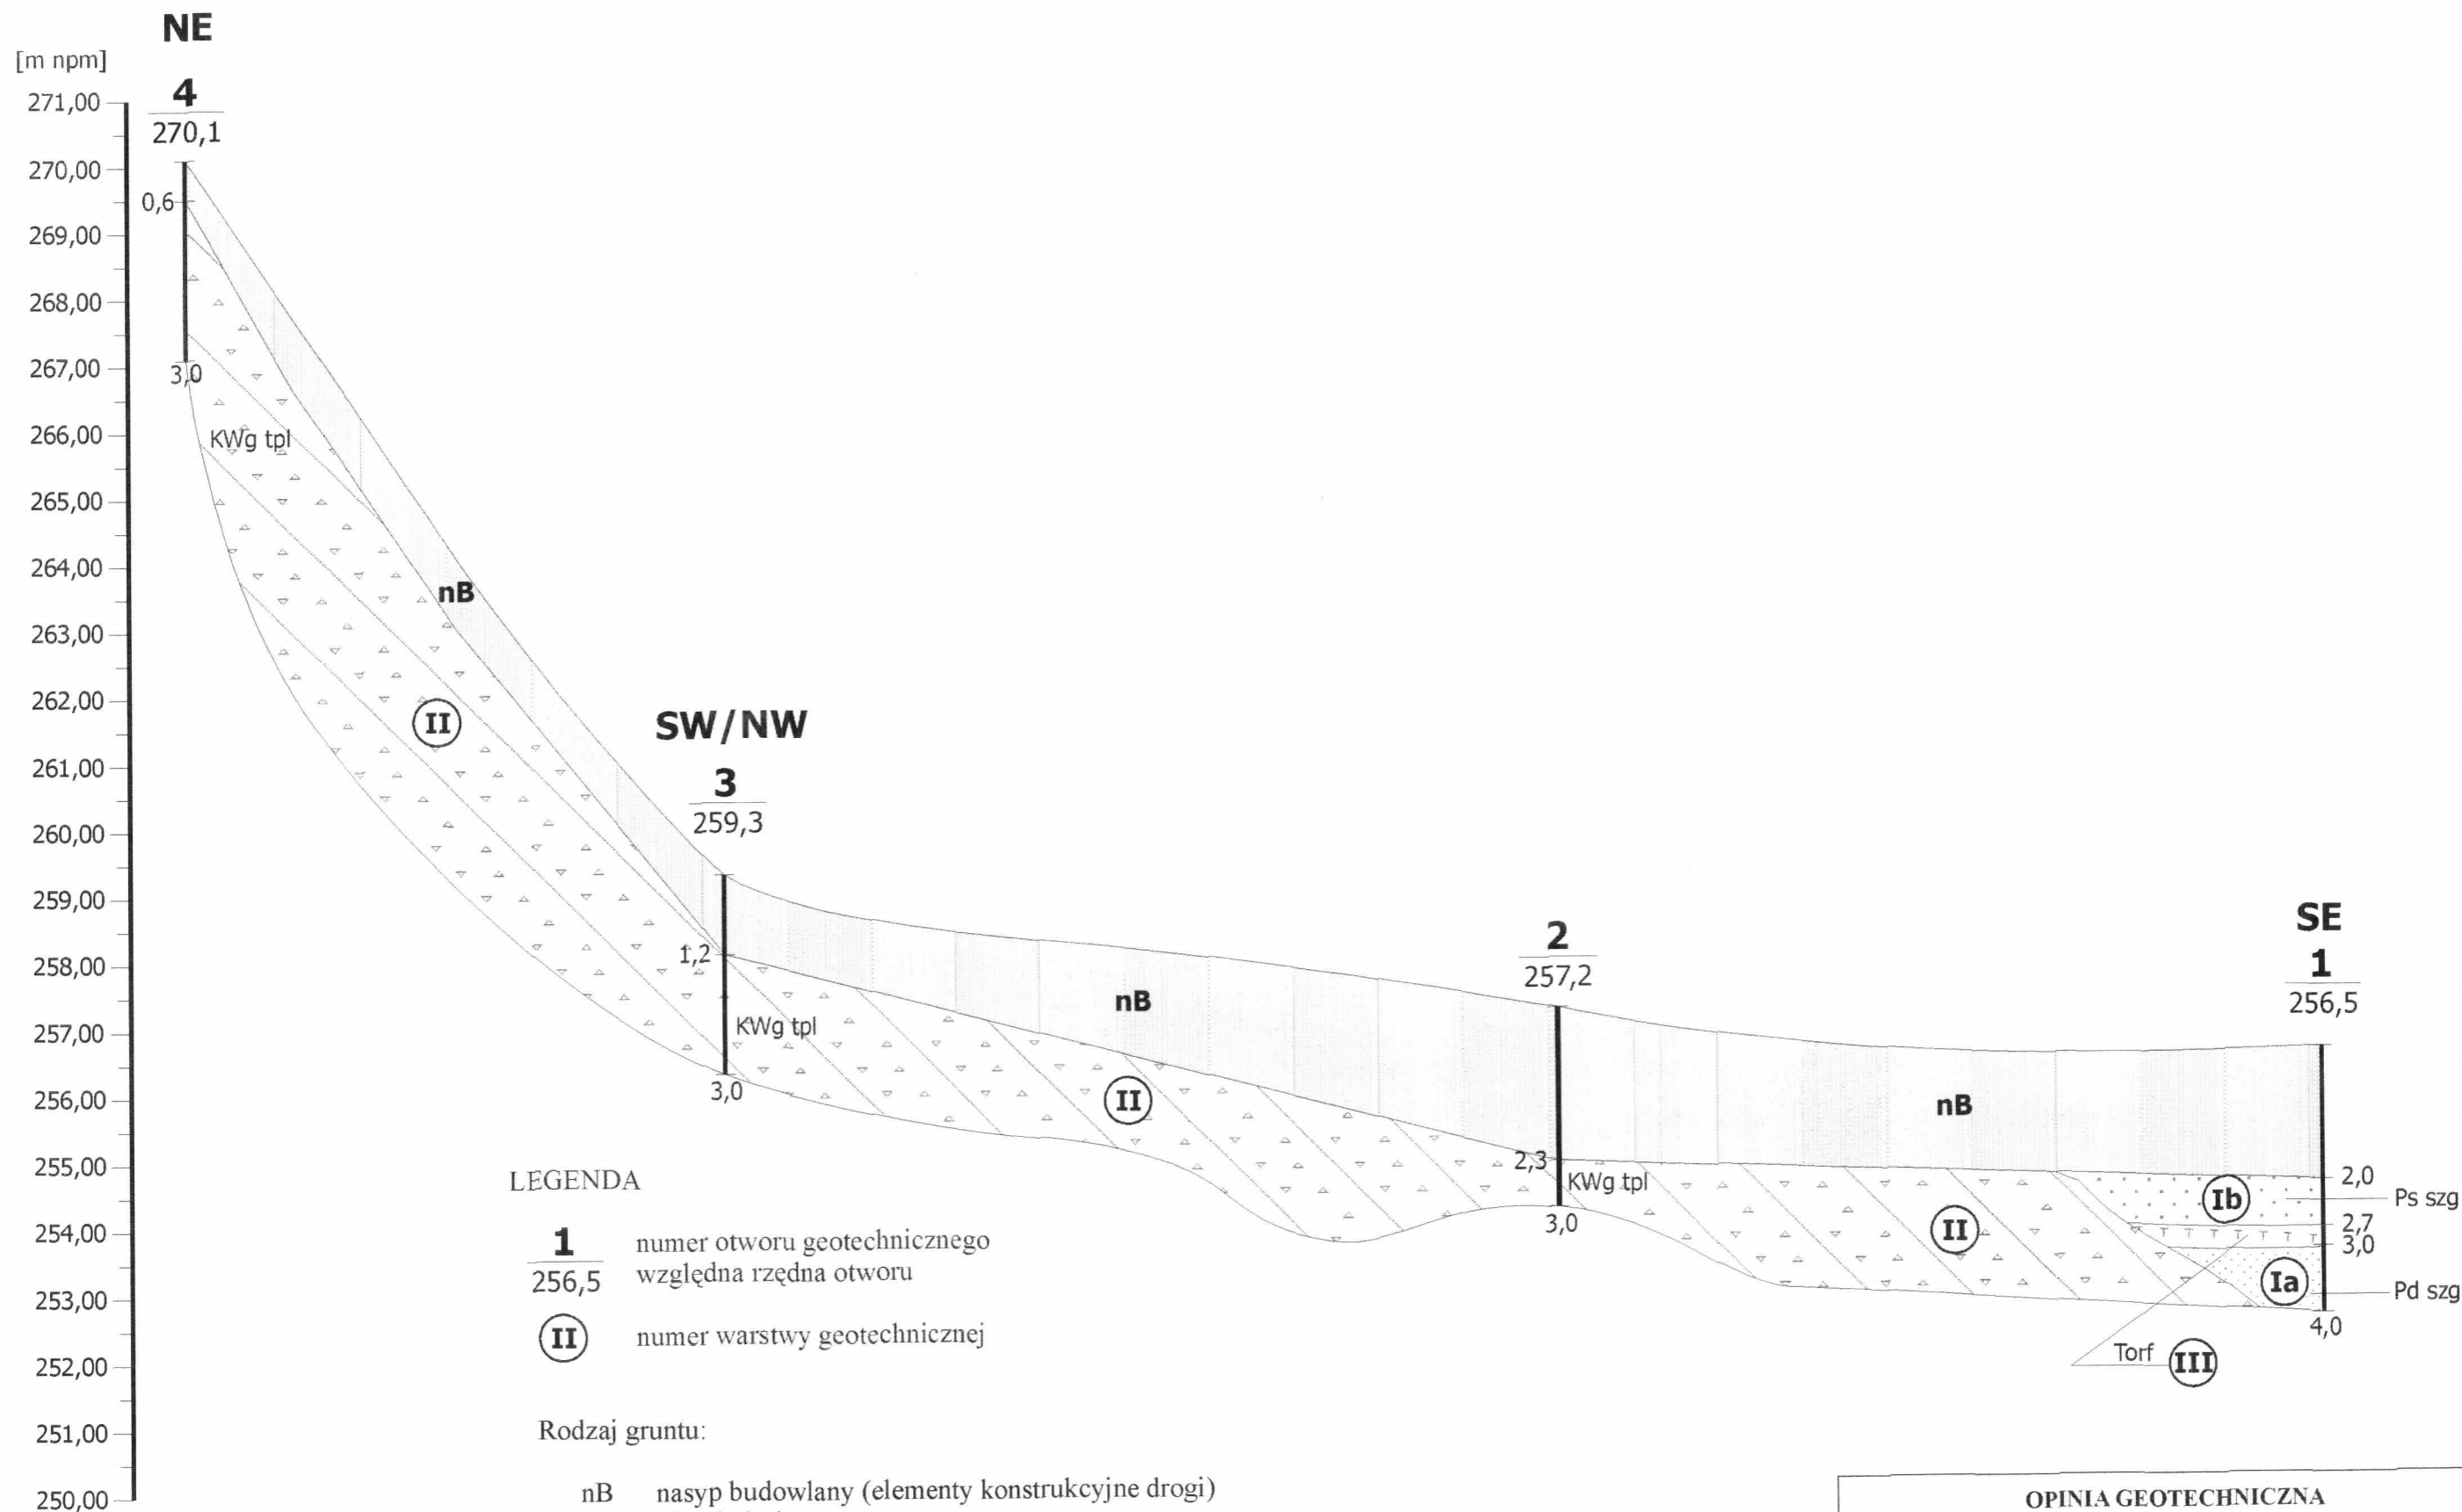 NE
[m npm]
4
270,1
271,00
270,00
269,00
268,00
267,00
266,00
265,00
264,00
263,00
262,00
261,00
260,00
259,00
258,00
257,00
256,00
255,00
254,00
253,00
252,00
251,00
250,00
0,6
3,0
KWg tpl
nB
II
SW/NW
3
259,3
1,2
KWg tpl
3,0
nB
II
2
257,2
2,3
KWg tpl
3,0
nB
II
SE
1
256,5
2,0
Ib
Ps szg
2,7
3,0
Ia
Pd szg
4,0
Torf III
LEGENDA
1 numer otworu geotechnicznego
256,5 względna rzędna otworu
II numer warstwy geotechnicznej
Rodzaj gruntu:
nB nasyp budowlany (elementy konstrukcyjne drogi)
OPINIA GEOTECHNICZNA